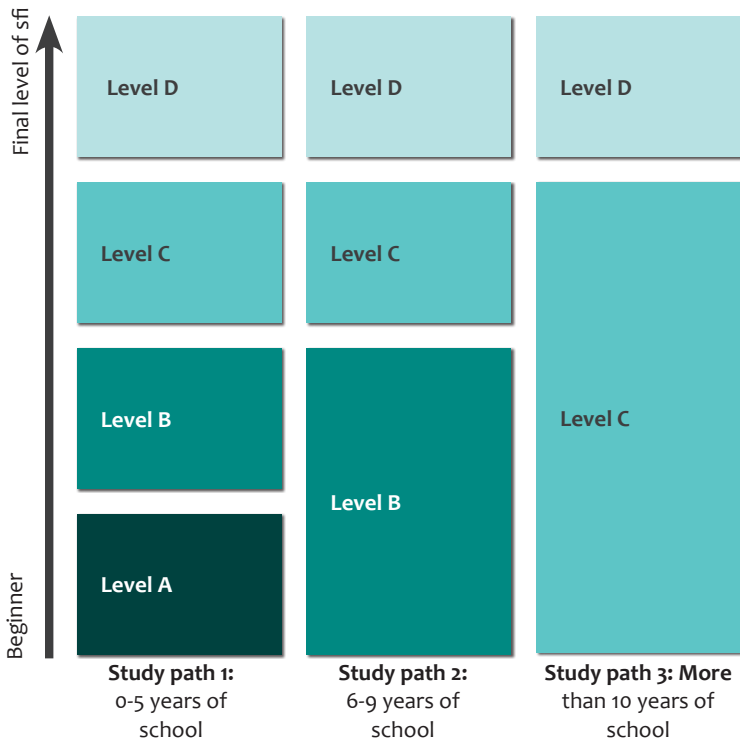 Final level of sfi
Beginner
Level D
Level C
Level B
Level A
Study path 1:
0-5 years of
school
Level D
Level C
Level B
Study path 2:
6-9 years of
school
Level D
Level C
Study path 3: More
than 10 years of
school